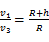 v₁/v₃ = R+h/R